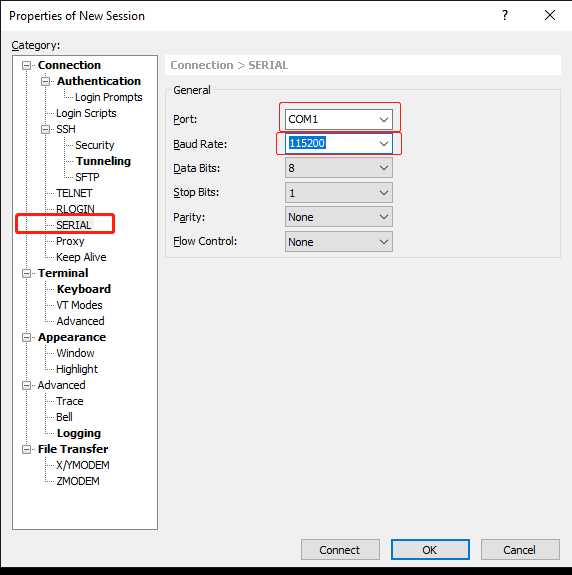 Properties of New Session
Category:
Connection
Authentication
Login Prompts
Login Scripts
SSH
Security
Tunneling
SFTP
TELNET
RLOGIN
SERIAL
Proxy
Keep Alive
Terminal
Keyboard
VT Modes
Advanced
Appearance
Window
Highlight
Advanced
Trace
Bell
Logging
File Transfer
X/YMODEM
ZMODEM
Connection > SERIAL
General
Port: COM1
Baud Rate: 115200
Data Bits: 8
Stop Bits: 1
Parity: None
Flow Control: None
Connect OK Cancel